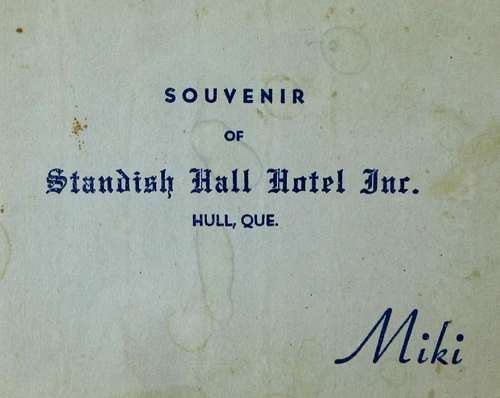 SOUVENIR
OF
Standish Hall Hotel Inc.
HULL, QUE.
Miki